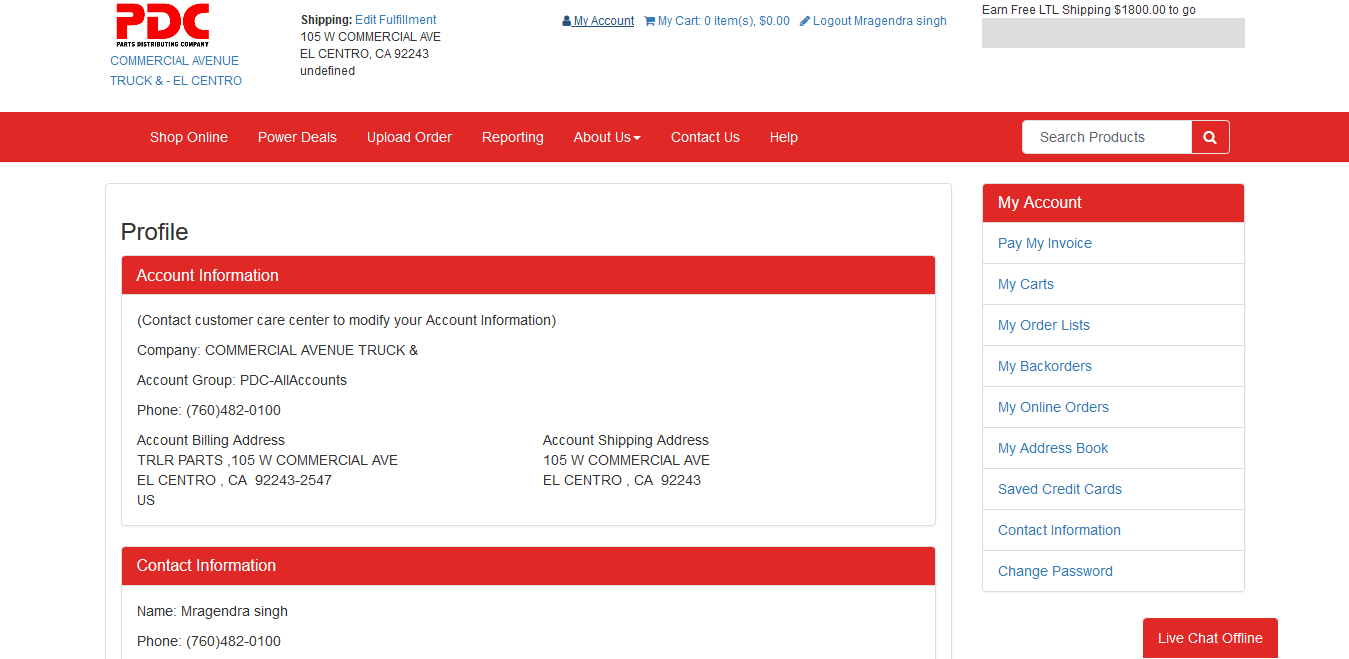 PDC
PARTS DISTRIBUTING COMPANY
COMMERCIAL AVENUE
TRUCK & - EL CENTRO
Shipping: Edit Fulfillment
105 W COMMERCIAL AVE
EL CENTRO, CA 92243
undefined
My Account My Cart: 0 item(s), $0.00 Logout Mragendra singh
Earn Free LTL Shipping $1800.00 to go
Shop Online Power Deals Upload Order Reporting About Us Contact Us Help
Search Products
Profile
Account Information
(Contact customer care center to modify your Account Information)
Company: COMMERCIAL AVENUE TRUCK &
Account Group: PDC-AllAccounts
Phone: (760)482-0100
Account Billing Address
TRLR PARTS ,105 W COMMERCIAL AVE
EL CENTRO , CA 92243-2547
US
Account Shipping Address
105 W COMMERCIAL AVE
EL CENTRO , CA 92243
Contact Information
Name: Mragendra singh
Phone: (760)482-0100
My Account
Pay My Invoice
My Carts
My Order Lists
My Backorders
My Online Orders
My Address Book
Saved Credit Cards
Contact Information
Change Password
Live Chat Offline